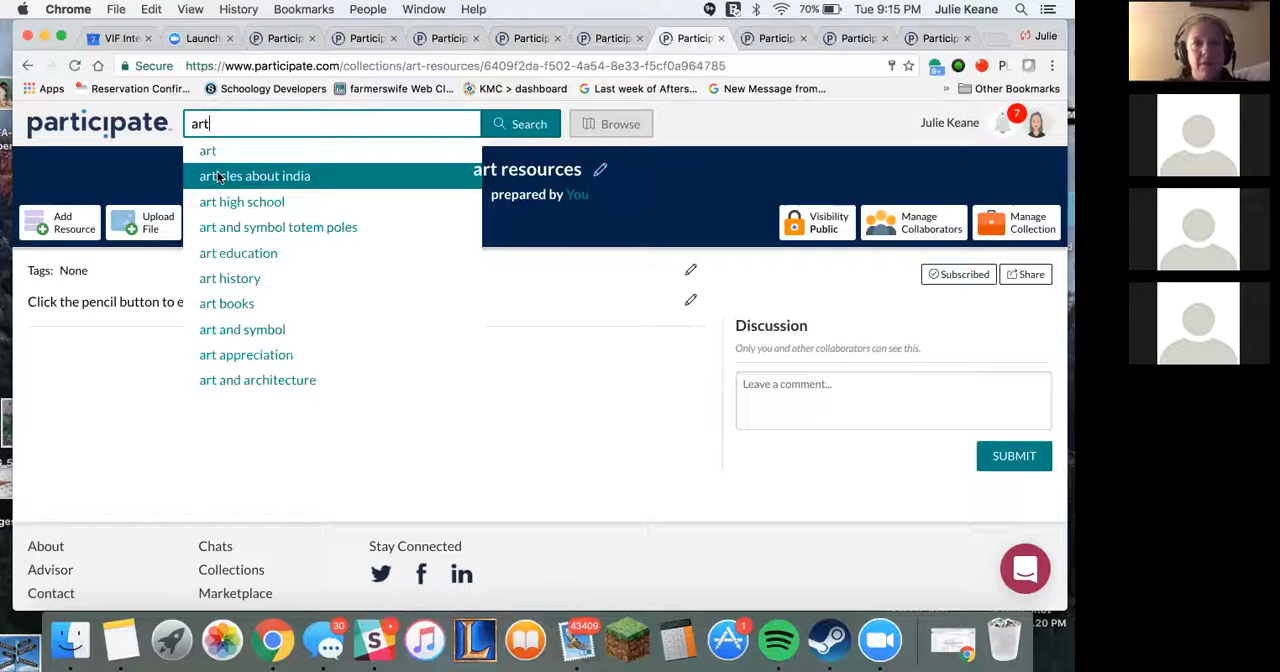 Chrome File Edit View History Bookmarks People Window Help 9+ 70% Tue 9:15 PM Julie Keane
VIF Inte Launch Particip Particip Particip Particip Particip Particip Particip Particip Particip Julie
Secure https://www.participate.com/collections/art-resources/6409f2da-f502-4a54-8e33-f5cf0a964785
Apps Reservation Confir... Schoology Developers farmerswife Web Cl... KMC > dashboard Last week of Afters... New Message from... » Other Bookmarks
participate art Search Browse Julie Keane 7
art
articles about india
art resources
prepared by You
art high school
Add Resource
Upload File
Visibility Public
Manage Collaborators
Manage Collection
art and symbol totem poles
art education
Tags: None
Subscribed Share
art history
Click the pencil button to e
art books
Discussion
art and symbol
Only you and other collaborators can see this.
art appreciation
art and architecture
Leave a comment...
SUBMIT
About Chats Stay Connected
Advisor Collections
Contact Marketplace
30
43409
1